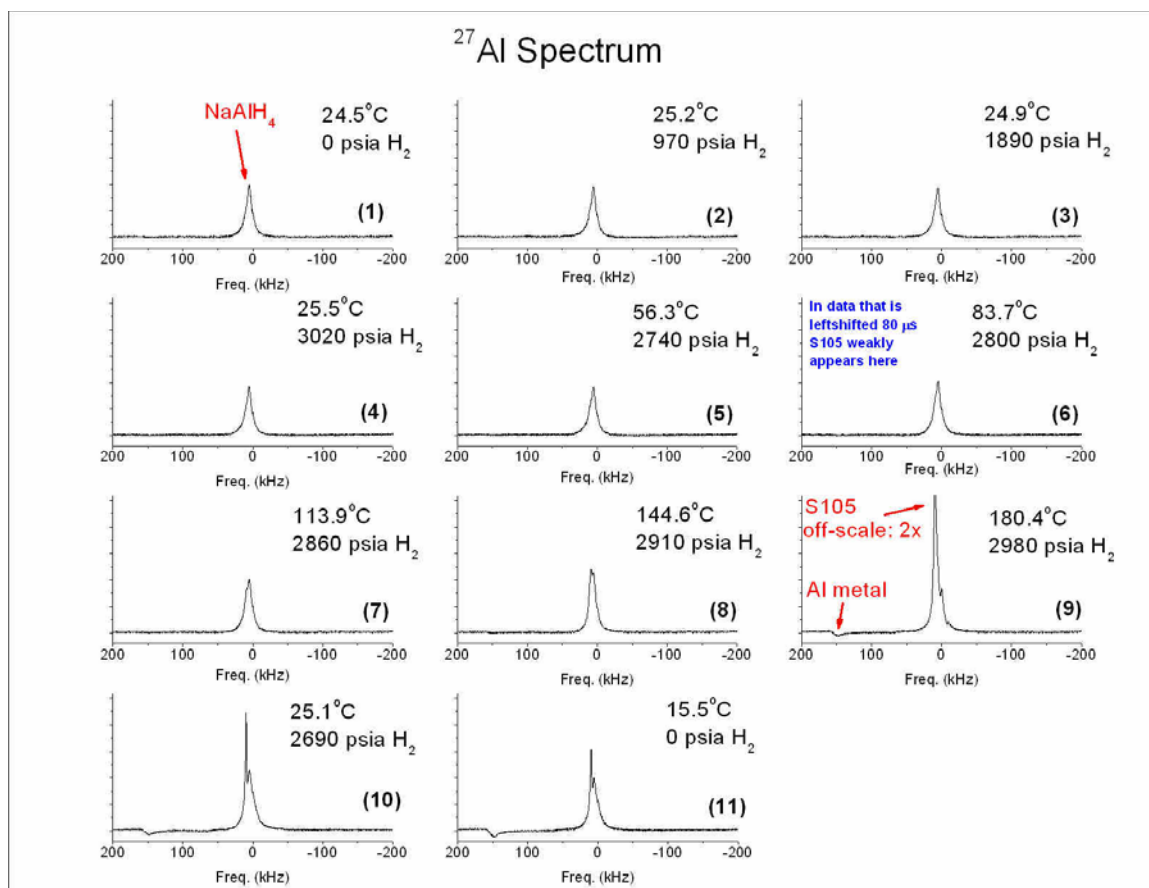 ²⁷Al Spectrum
NaAlH₄
24.5°C
0 psia H₂
(1)
200 100 0 -100 -200
Freq. (kHz)
25.2°C
970 psia H₂
(2)
200 100 0 -100 -200
Freq. (kHz)
24.9°C
1890 psia H₂
(3)
200 100 0 -100 -200
Freq. (kHz)
25.5°C
3020 psia H₂
(4)
200 100 0 -100 -200
Freq. (kHz)
56.3°C
2740 psia H₂
(5)
200 100 0 -100 -200
Freq. (kHz)
In data that is
leftshifted 80 μs
S105 weakly
appears here
83.7°C
2800 psia H₂
(6)
200 100 0 -100 -200
Freq. (kHz)
113.9°C
2860 psia H₂
(7)
200 100 0 -100 -200
Freq. (kHz)
144.6°C
2910 psia H₂
(8)
200 100 0 -100 -200
Freq. (kHz)
S105
off-scale: 2x
Al metal
180.4°C
2980 psia H₂
(9)
200 100 0 -100 -200
Freq. (kHz)
25.1°C
2690 psia H₂
(10)
200 100 0 -100 -200
Freq. (kHz)
15.5°C
0 psia H₂
(11)
200 100 0 -100 -200
Freq. (kHz)